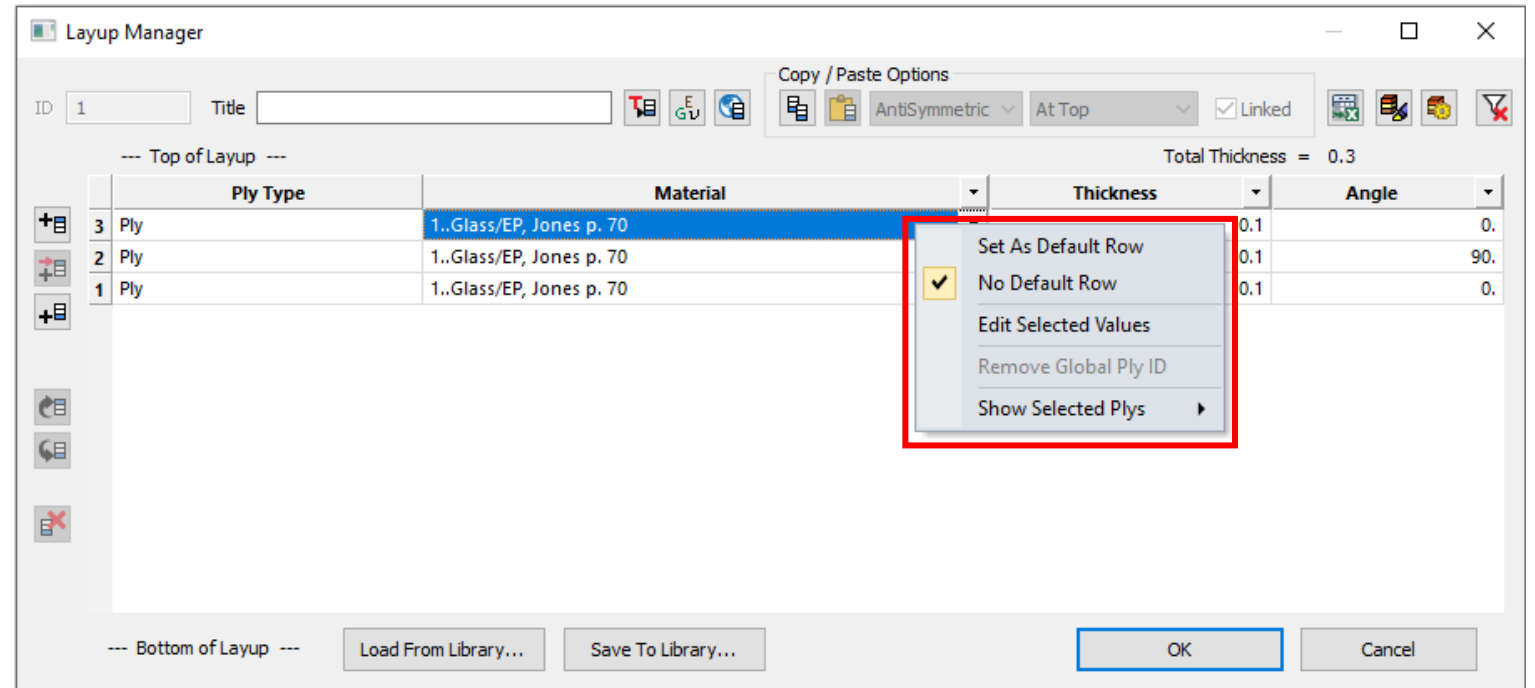 Layup Manager
Copy / Paste Options
ID 1 Title AntiSymmetric At Top Linked
--- Top of Layup --- Total Thickness = 0.3
Ply Type Material Thickness Angle
3 Ply 1..Glass/EP, Jones p. 70 0.1 0.
2 Ply 1..Glass/EP, Jones p. 70 0.1 90.
1 Ply 1..Glass/EP, Jones p. 70 0.1 0.
Set As Default Row
No Default Row
Edit Selected Values
Remove Global Ply ID
Show Selected Plys
--- Bottom of Layup --- Load From Library... Save To Library... OK Cancel